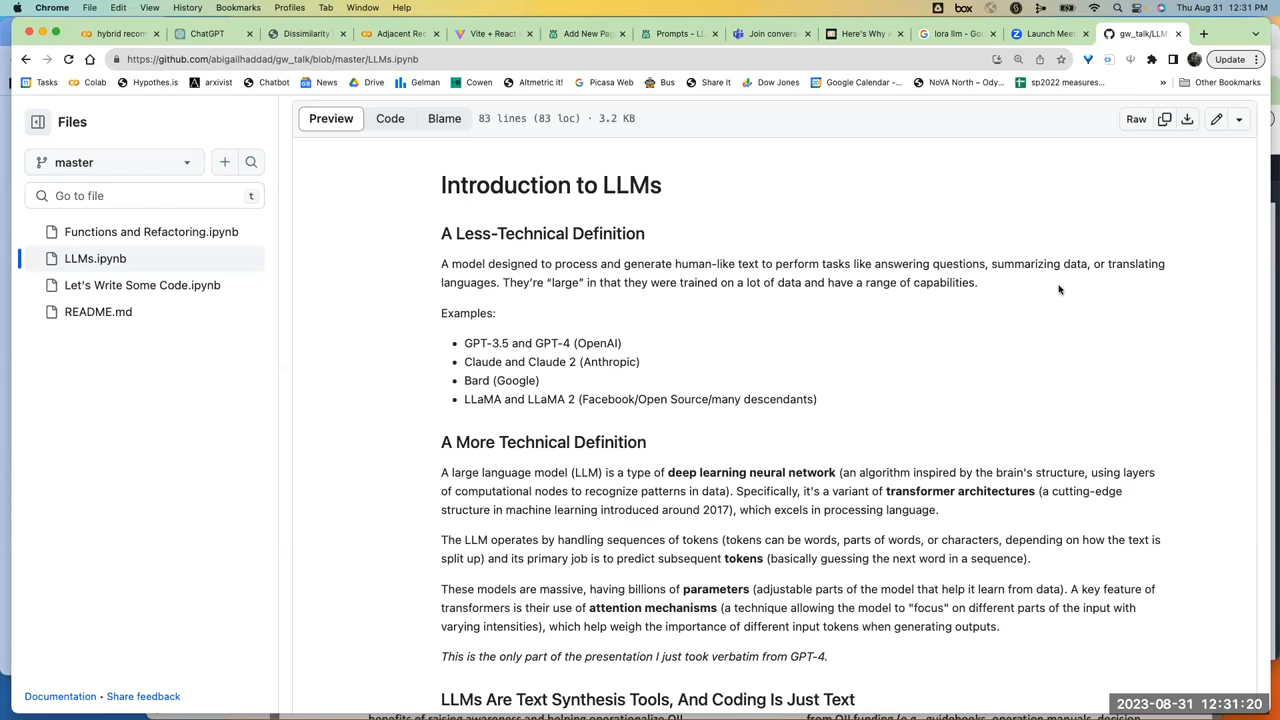 Chrome File Edit View History Bookmarks Profiles Tab Window Help box Thu Aug 31 12:31 PM
hybrid recom ChatGPT Dissimilarity Adjacent Rec Vite + React Add New Pag Prompts - LL Join convers Here's Why A lora llm - Goo Launch Mee gw_talk/LLM
https://github.com/abigailhaddad/gw_talk/blob/master/LLMs.ipynb Update
Tasks Colab Hypothes.is arxivist Chatbot News Drive Gelman Cowen Altmetric it! Picasa Web Bus Share It Dow Jones Google Calendar -... NoVA North – Ovid... sp2022 measures... » Other Bookmarks
Files
master
Go to file t
Functions and Refactoring.ipynb
LLMs.ipynb
Let's Write Some Code.ipynb
README.md
Documentation • Share feedback
Preview Code Blame 83 lines (83 loc) · 3.2 KB Raw
Introduction to LLMs
A Less-Technical Definition
A model designed to process and generate human-like text to perform tasks like answering questions, summarizing data, or translating
languages. They're “large” in that they were trained on a lot of data and have a range of capabilities.
Examples:
• GPT-3.5 and GPT-4 (OpenAI)
• Claude and Claude 2 (Anthropic)
• Bard (Google)
• LLaMA and LLaMA 2 (Facebook/Open Source/many descendants)
A More Technical Definition
A large language model (LLM) is a type of deep learning neural network (an algorithm inspired by the brain's structure, using layers
of computational nodes to recognize patterns in data). Specifically, it's a variant of transformer architectures (a cutting-edge
structure in machine learning introduced around 2017), which excels in processing language.
The LLM operates by handling sequences of tokens (tokens can be words, parts of words, or characters, depending on how the text is
split up) and its primary job is to predict subsequent tokens (basically guessing the next word in a sequence).
These models are massive, having billions of parameters (adjustable parts of the model that help it learn from data). A key feature of
transformers is their use of attention mechanisms (a technique allowing the model to "focus" on different parts of the input with
varying intensities), which help weigh the importance of different input tokens when generating outputs.
This is the only part of the presentation I just took verbatim from GPT-4.
LLMs Are Text Synthesis Tools, And Coding Is Just Text
2023-08-31 12:31:20